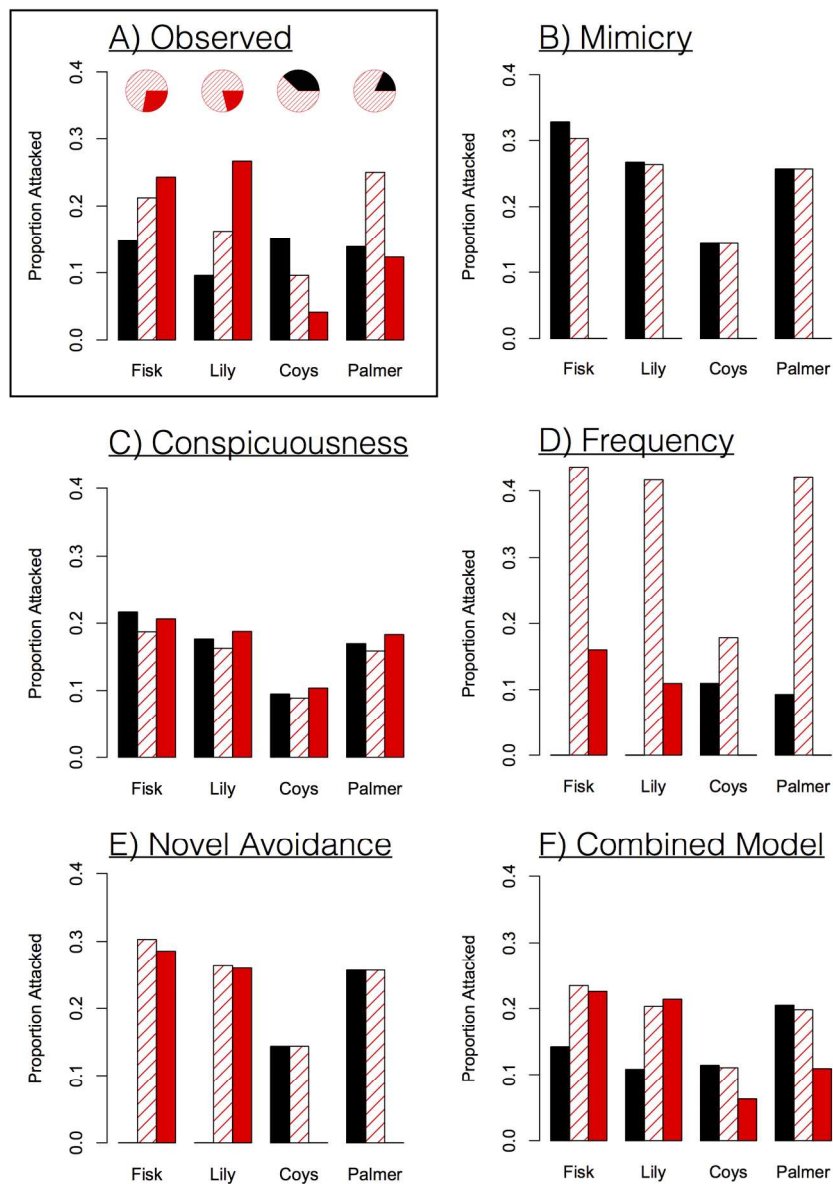 A) Observed
Proportion Attacked
0.0 0.1 0.2 0.3 0.4
Fisk Lily Coys Palmer
B) Mimicry
Proportion Attacked
0.0 0.1 0.2 0.3 0.4
Fisk Lily Coys Palmer
C) Conspicuousness
Proportion Attacked
0.0 0.1 0.2 0.3 0.4
Fisk Lily Coys Palmer
D) Frequency
Proportion Attacked
0.0 0.1 0.2 0.3 0.4
Fisk Lily Coys Palmer
E) Novel Avoidance
Proportion Attacked
0.0 0.1 0.2 0.3 0.4
Fisk Lily Coys Palmer
F) Combined Model
Proportion Attacked
0.0 0.1 0.2 0.3 0.4
Fisk Lily Coys Palmer